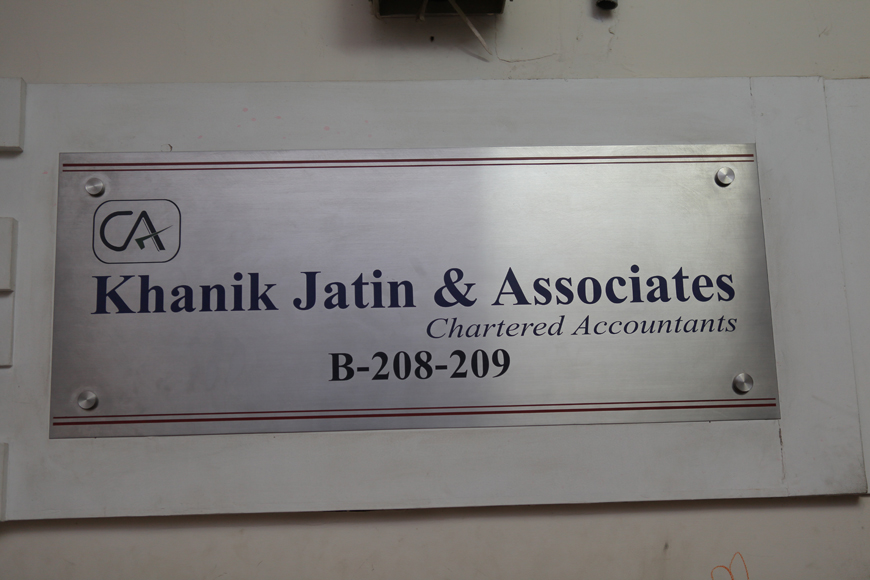 CA
Khanik Jatin & Associates
Chartered Accountants
B-208-209